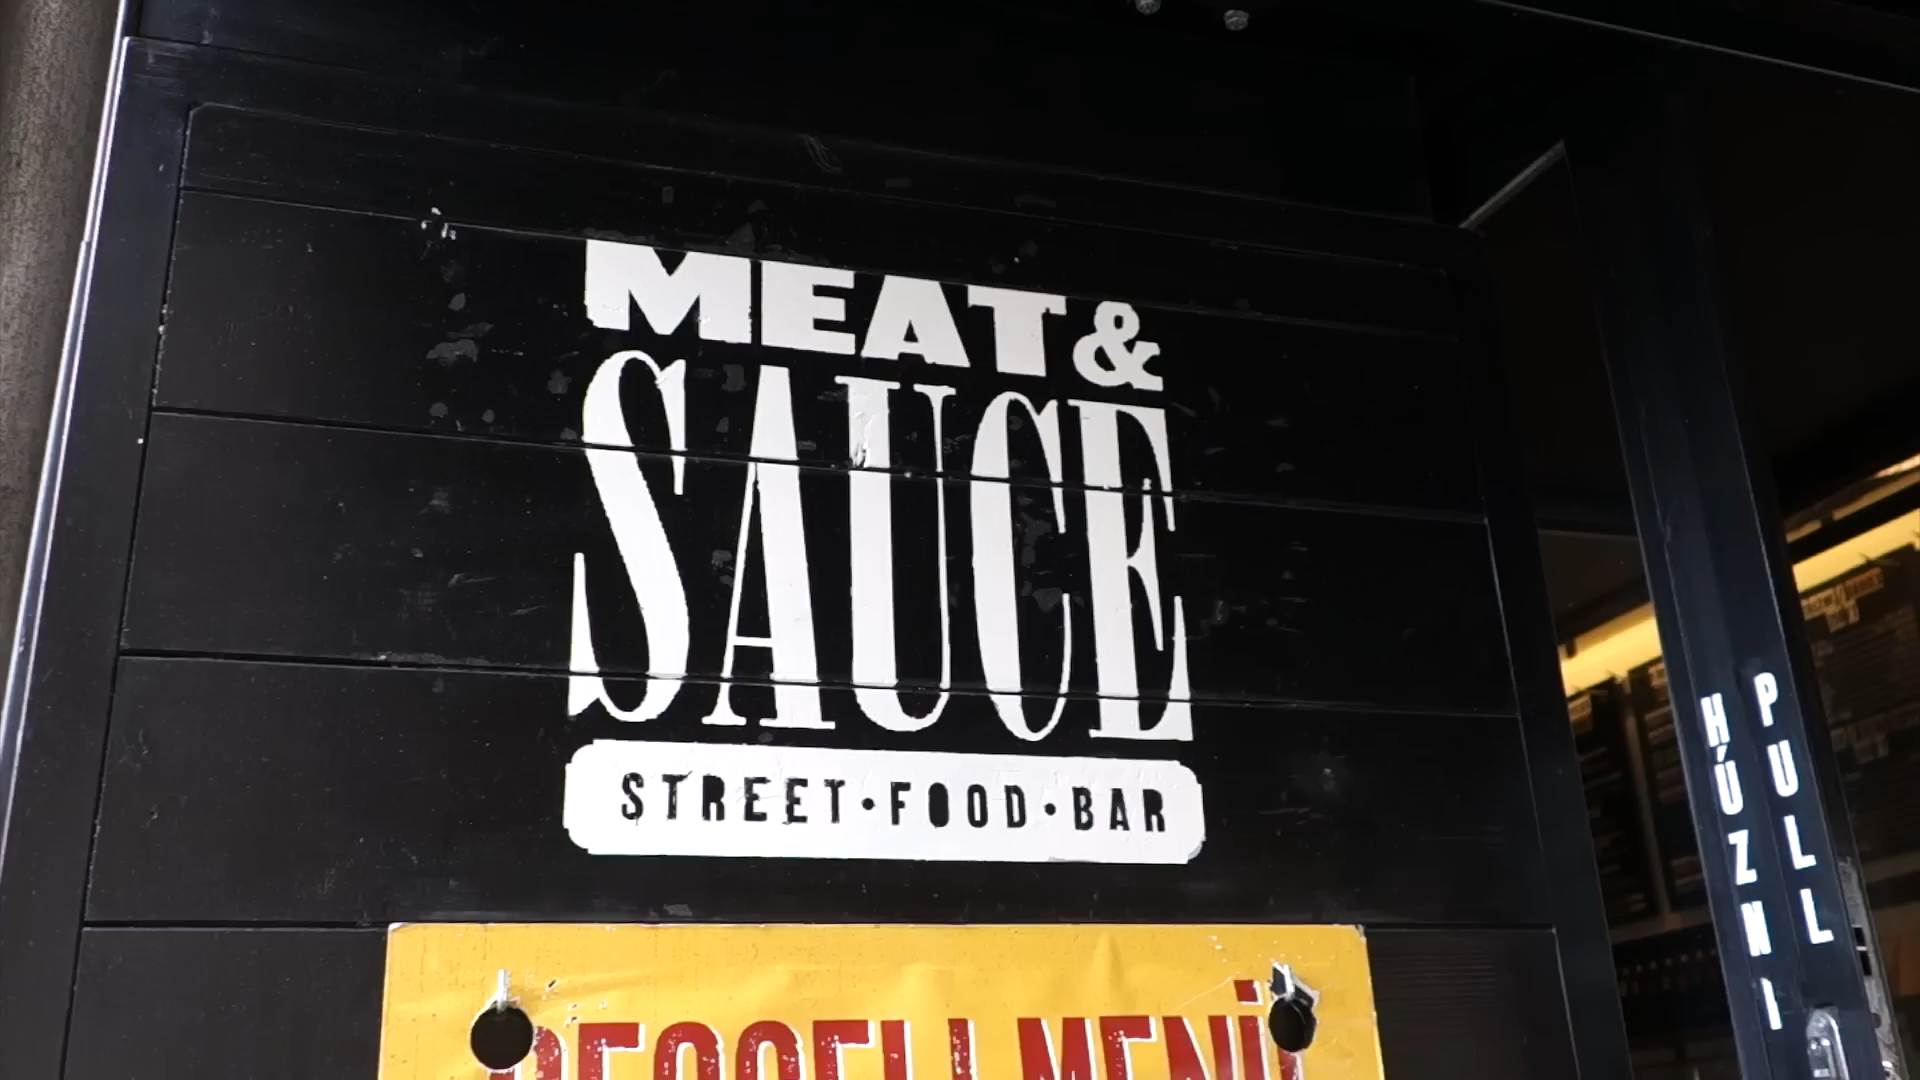 MEAT &
SAUCE
STREET·FOOD·BAR
REGGELI MENÜ
HÚZNI
PULL